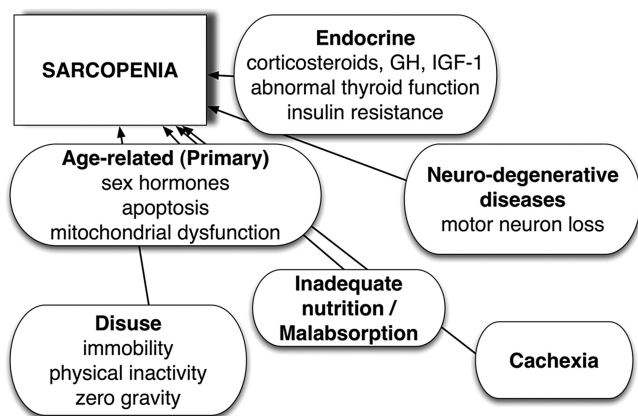 SARCOPENIA
Endocrine
corticosteroids, GH, IGF-1
abnormal thyroid function
insulin resistance
Age-related (Primary)
sex hormones
apoptosis
mitochondrial dysfunction
Neuro-degenerative
diseases
motor neuron loss
Inadequate
nutrition /
Malabsorption
Disuse
immobility
physical inactivity
zero gravity
Cachexia